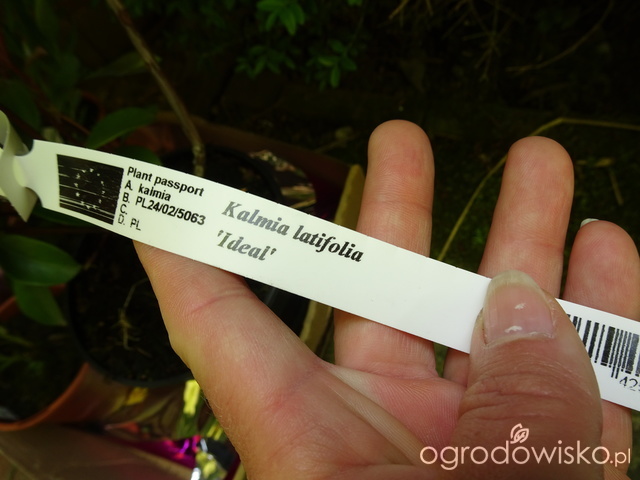 Plant passport
A. kalmia
B. PL24/02/5063
C.
D. PL
Kalmia latifolia
'Ideal'
ogrodowisko.pl